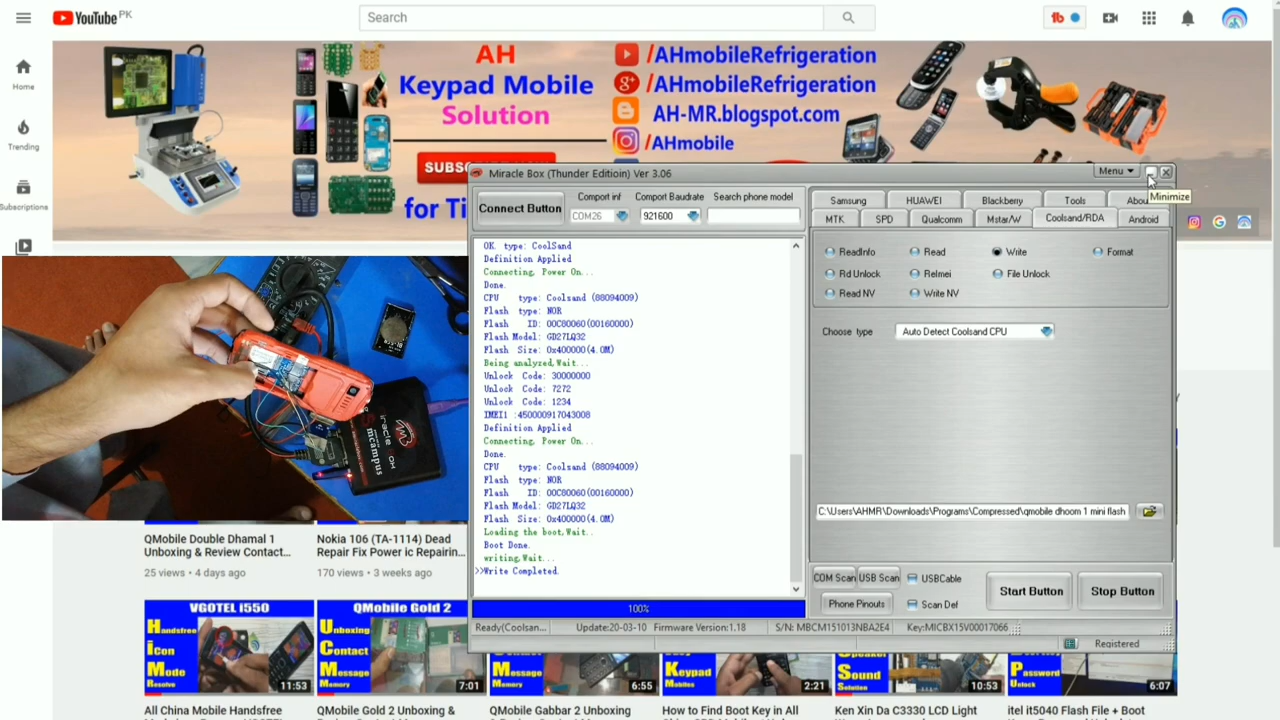 YouTube PK
Search
Home
Trending
Subscriptions
AH
Keypad Mobile
Solution
/AHmobileRefrigeration
/AHmobileRefrigeration
AH-MR.blogspot.com
/AHmobile
for Ti
Miracle Box (Thunder Edition) Ver 3.06
Menu
Minimize
Connect Button
Comport inf
Comport Baudrate
Search phone model
COM26
921600
Samsung
HUAWEI
Blackberry
Tools
Abou
MTK
SPD
Qualcomm
Mstar/W
Coolsand/RDA
Android
OK. type: CoolSand
Definition Applied
Connecting, Power On...
Done.
CPU type: Coolsand (88094009)
Flash type: NOR
Flash ID: 00C80060(00160000)
Flash Model: GD27LQ32
Flash Size: 0x400000(4.0M)
Being analyzed,Wait..
Unlock Code: 30000000
Unlock Code: 7272
Unlock Code: 1234
IMEI1 :450000917043008
Definition Applied
Connecting, Power On...
Done.
CPU type: Coolsand (88094009)
Flash type: NOR
Flash ID: 00C80060(00160000)
Flash Model: GD27LQ32
Flash Size: 0x400000(4.0M)
Loading the boot,Wait..
Boot Done.
writing,Wait...
>>Write Completed.
100%
ReadInfo
Read
Write
Format
Rd Unlock
ReImei
File Unlock
Read NV
Write NV
Choose type
Auto Detect Coolsand CPU
C:\Users\AHMR\Downloads\Programs\Compressed\qmobile dhoom 1 mini flash
COM Scan
USB Scan
USBCable
Phone Pinouts
Scan Def
Start Button
Stop Button
Ready(Coolsan...
Update:20-03-10
Firmware Version:1.18
S/N: MBCM151013NBA2E4
Key:MICBX15V00017066
Registered
QMobile Double Dhamal 1
Unboxing & Review Contact...
25 views • 4 days ago
Nokia 106 (TA-1114) Dead
Repair Fix Power ic Repairin...
170 views • 3 weeks ago
VGOTEL i550
Handsfree
Icon
Mode
Resolve
11:53
QMobile Gold 2
Unboxing
Contact
Message
Memory
7:01
6:55
2:21
10:53
6:07
All China Mobile Handsfree
QMobile Gold 2 Unboxing &
QMobile Gabbar 2 Unboxing
How to Find Boot Key in All
Ken Xin Da C3330 LCD Light
itel it5040 Flash File + Boot